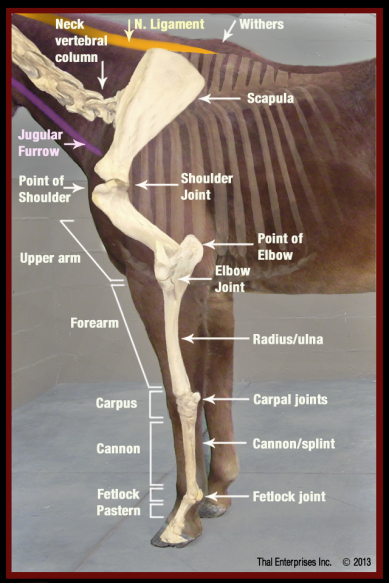 Neck
vertebral
column
N. Ligament
Withers
Scapula
Jugular
Furrow
Point of
Shoulder
Shoulder
Joint
Point of
Elbow
Upper arm
Elbow
Joint
Forearm
Radius/ulna
Carpus
Carpal joints
Cannon
Cannon/splint
Fetlock
Pastern
Fetlock joint
Thal Enterprises Inc. © 2013